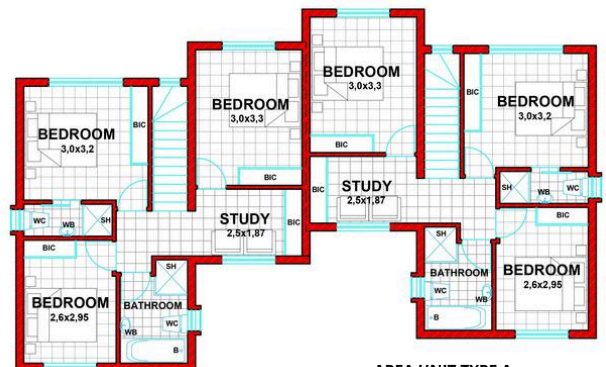 BEDROOM
3,0x3,2
BIC
BEDROOM
3,0x3,3
BIC
BEDROOM
3,0x3,3
BIC
BEDROOM
3,0x3,2
BIC
WC
WB
SH
STUDY
2,5x1,87
BIC
BIC
STUDY
2,5x1,87
SH
WB
WC
BIC
BEDROOM
2,6x2,95
SH
BATHROOM
WB
WC
B
SH
BATHROOM
WC
WB
B
BIC
BEDROOM
2,6x2,95